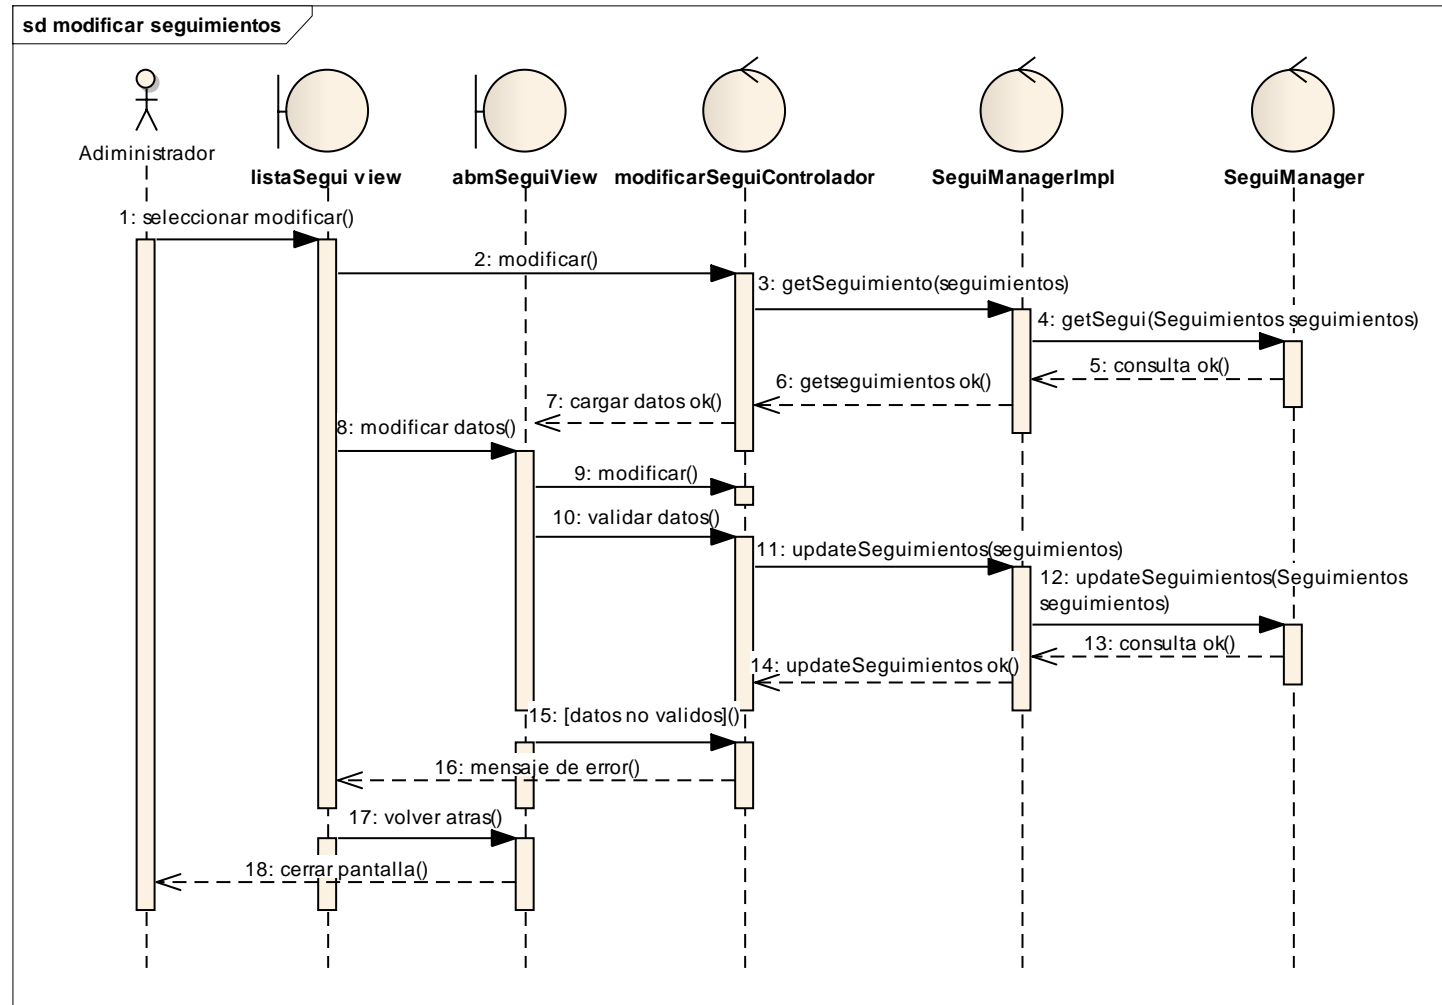 sd modificar seguimientos
Adiministrador
listaSegui view
abmSeguiView
modificarSeguiControlador
SeguiManagerImpl
SeguiManager
1: seleccionar modificar()
2: modificar()
3: getSeguimiento(seguimientos)
4: getSegui(Seguimientos seguimientos)
5: consulta ok()
6: getseguimientos ok()
7: cargar datos ok()
8: modificar datos()
9: modificar()
10: validar datos()
11: updateSeguimientos(seguimientos)
12: updateSeguimientos(Seguimientos
seguimientos)
13: consulta ok()
14: updateSeguimientos ok()
15: [datos no validos]()
16: mensaje de error()
17: volver atras()
18: cerrar pantalla()